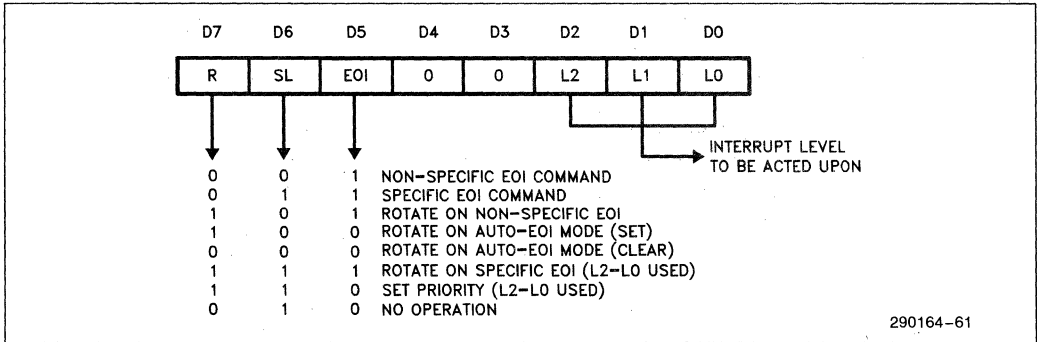 D7 D6 D5 D4 D3 D2 D1 D0
R SL EOI 0 0 L2 L1 L0
INTERRUPT LEVEL
TO BE ACTED UPON
0 0 1 NON-SPECIFIC EOI COMMAND
0 1 1 SPECIFIC EOI COMMAND
1 0 1 ROTATE ON NON-SPECIFIC EOI
1 0 0 ROTATE ON AUTO-EOI MODE (SET)
0 0 0 ROTATE ON AUTO-EOI MODE (CLEAR)
1 1 1 ROTATE ON SPECIFIC EOI (L2-L0 USED)
1 1 0 SET PRIORITY (L2-L0 USED)
0 1 0 NO OPERATION
290164-61